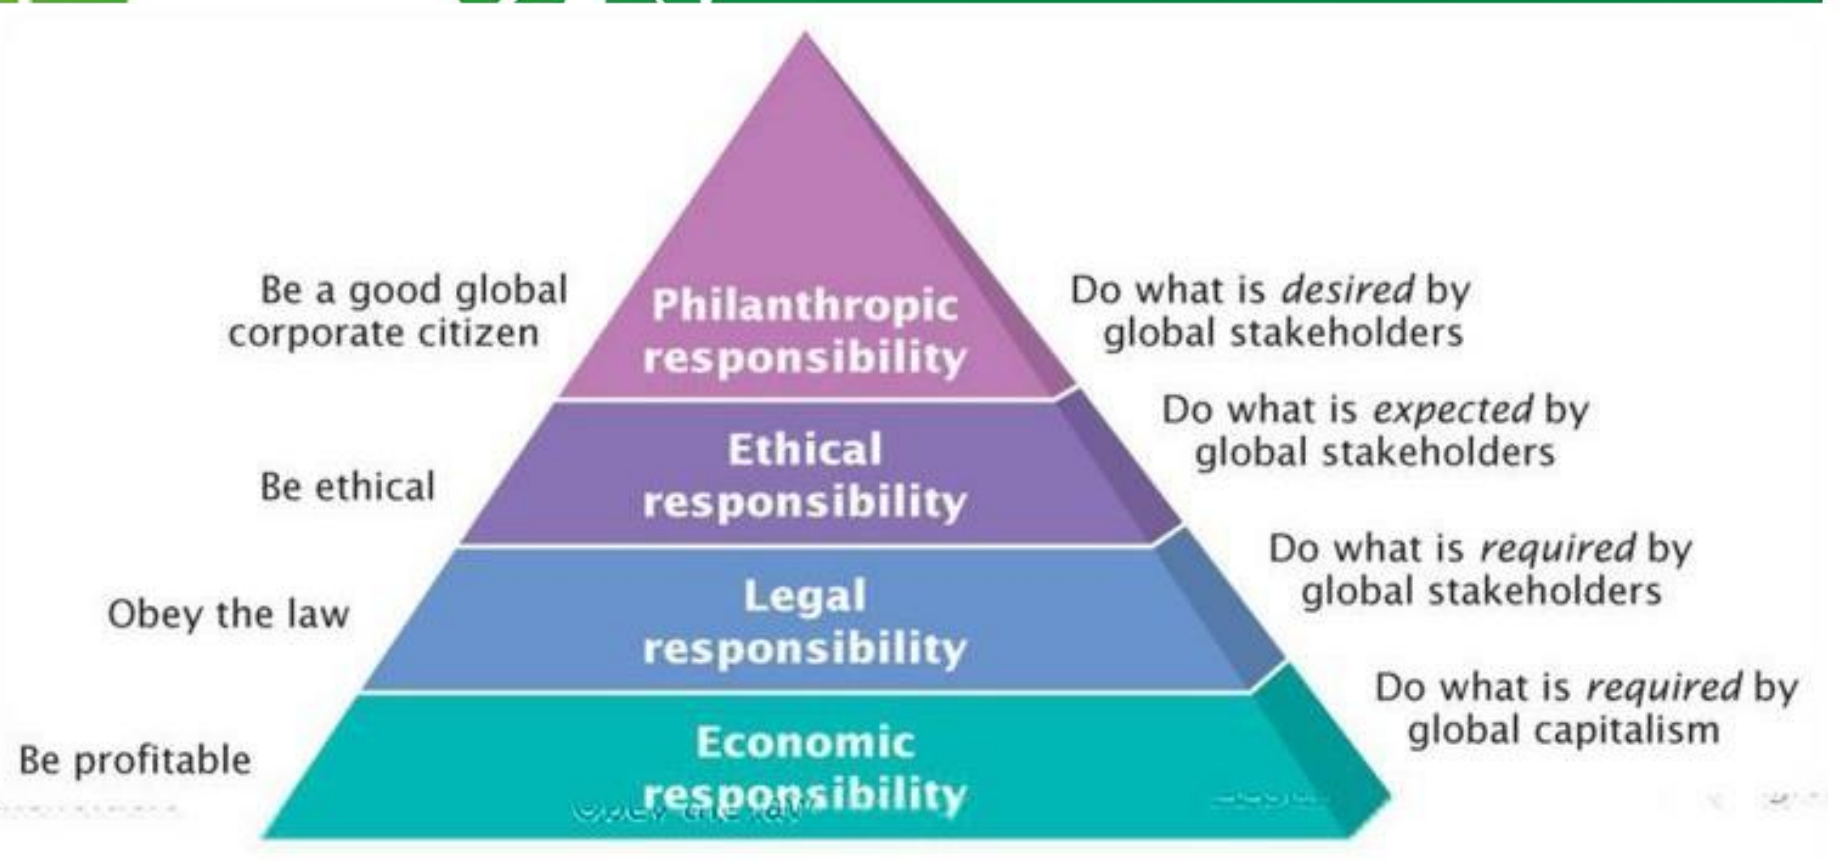 Be a good global
corporate citizen
Philanthropic
responsibility
Do what is desired by
global stakeholders
Be ethical
Ethical
responsibility
Do what is expected by
global stakeholders
Obey the law
Legal
responsibility
Do what is required by
global stakeholders
Be profitable
Economic
responsibility
Do what is required by
global capitalism